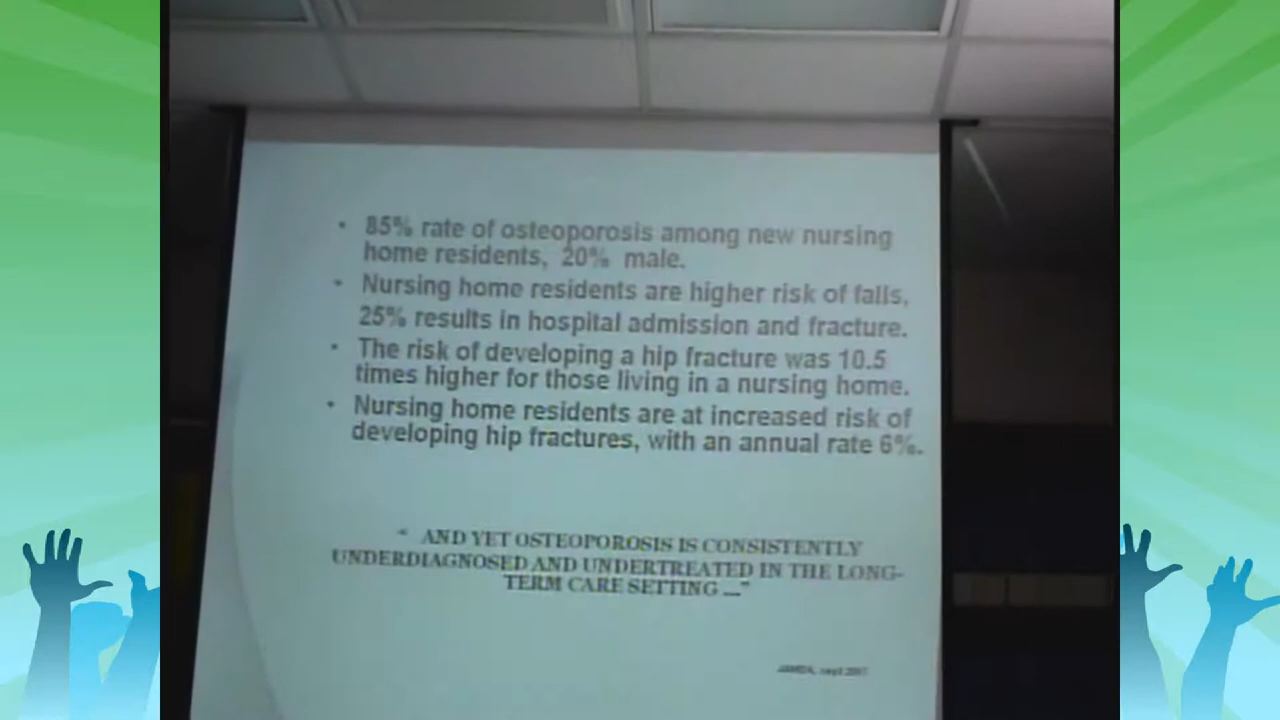 • 85% rate of osteoporosis among new nursing
home residents, 20% male.
• Nursing home residents are higher risk of falls,
25% results in hospital admission and fracture.
• The risk of developing a hip fracture was 10.5
times higher for those living in a nursing home.
• Nursing home residents are at increased risk of
developing hip fractures, with an annual rate 6%.
“ AND YET OSTEOPOROSIS IS CONSISTENTLY
UNDERDIAGNOSED AND UNDERTREATED IN THE LONG-
TERM CARE SETTING ...”